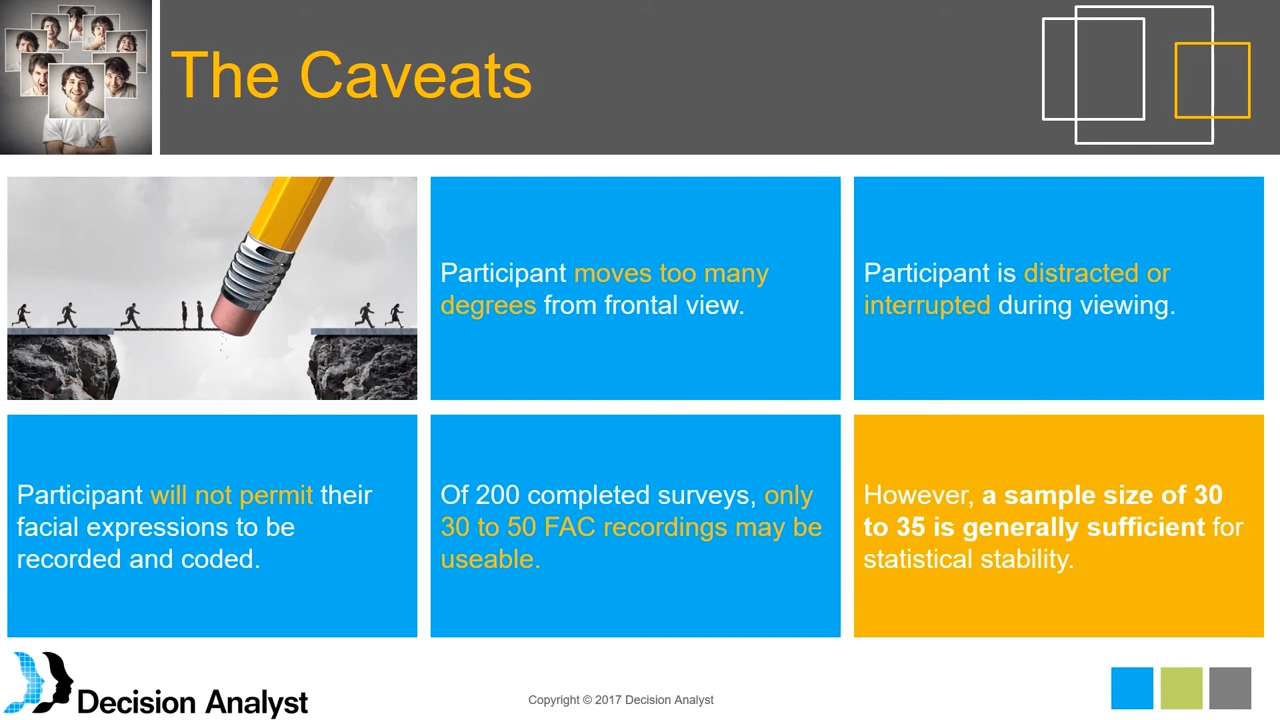 The Caveats
Participant moves too many
degrees from frontal view.
Participant is distracted or
interrupted during viewing.
Participant will not permit their
facial expressions to be
recorded and coded.
Of 200 completed surveys, only
30 to 50 FAC recordings may be
useable.
However, a sample size of 30
to 35 is generally sufficient for
statistical stability.
Decision Analyst
Copyright © 2017 Decision Analyst